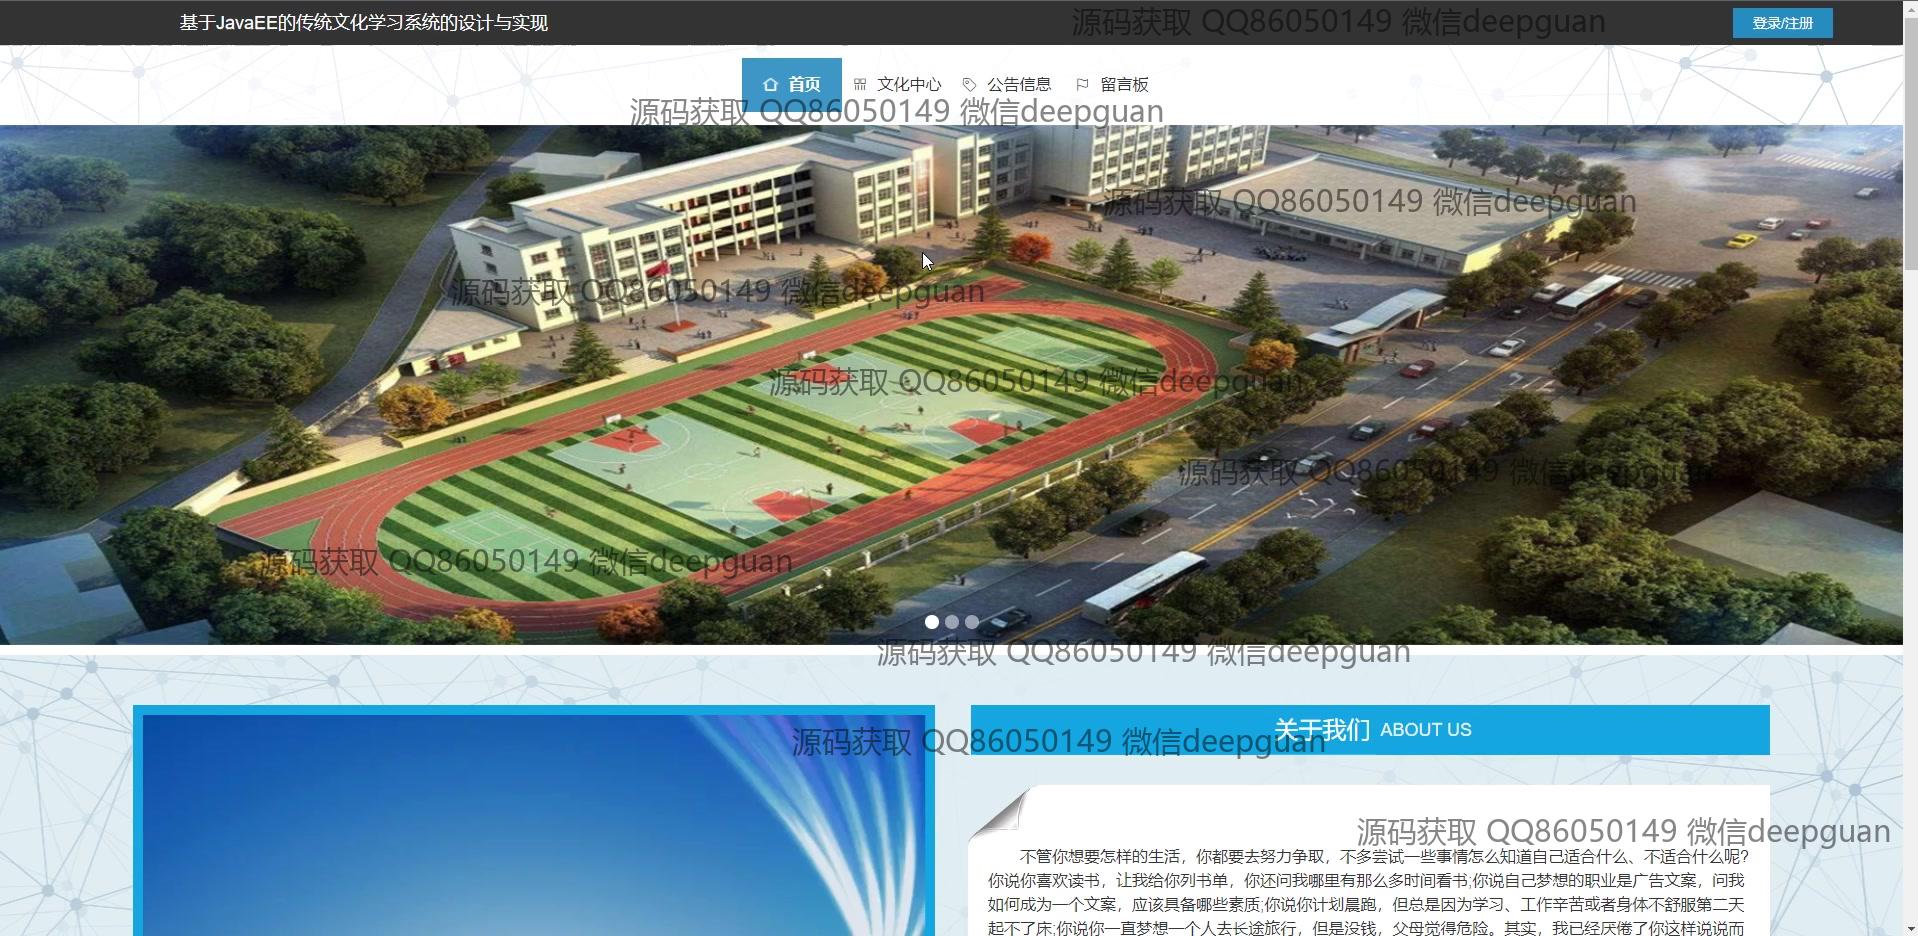 基于JavaEE的传统文化学习系统的设计与实现
源码获取 QQ86050149 微信deepguan
登录/注册
首页 文化中心 公告信息 留言板
源码获取 QQ86050149 微信deepguan
源码获取 QQ86050149 微信deepguan
源码获取 QQ86050149 微信deepguan
源码获取 QQ86050149 微信deepguan
源码获取 QQ86050149 微信deepguan
源码获取 QQ86050149 微信deepguan
源码获取 QQ86050149 微信deepguan
关于我们 ABOUT US
源码获取 QQ86050149 微信deepguan
源码获取 QQ86050149 微信deepguan
不管你想要怎样的生活，你都要去努力争取，不多尝试一些事情怎么知道自己适合什么、不适合什么呢?
你说你喜欢读书，让我给你列书单，你还问我哪里有那么多时间看书;你说自己梦想的职业是广告文案，问我
如何成为一个文案，应该具备哪些素质;你说你计划晨跑，但总是因为学习、工作辛苦或者身体不舒服第二天
起不了床;你说你一直梦想一个人去长途旅行，但是没钱，父母觉得危险。其实，我已经厌倦了你这样说说而